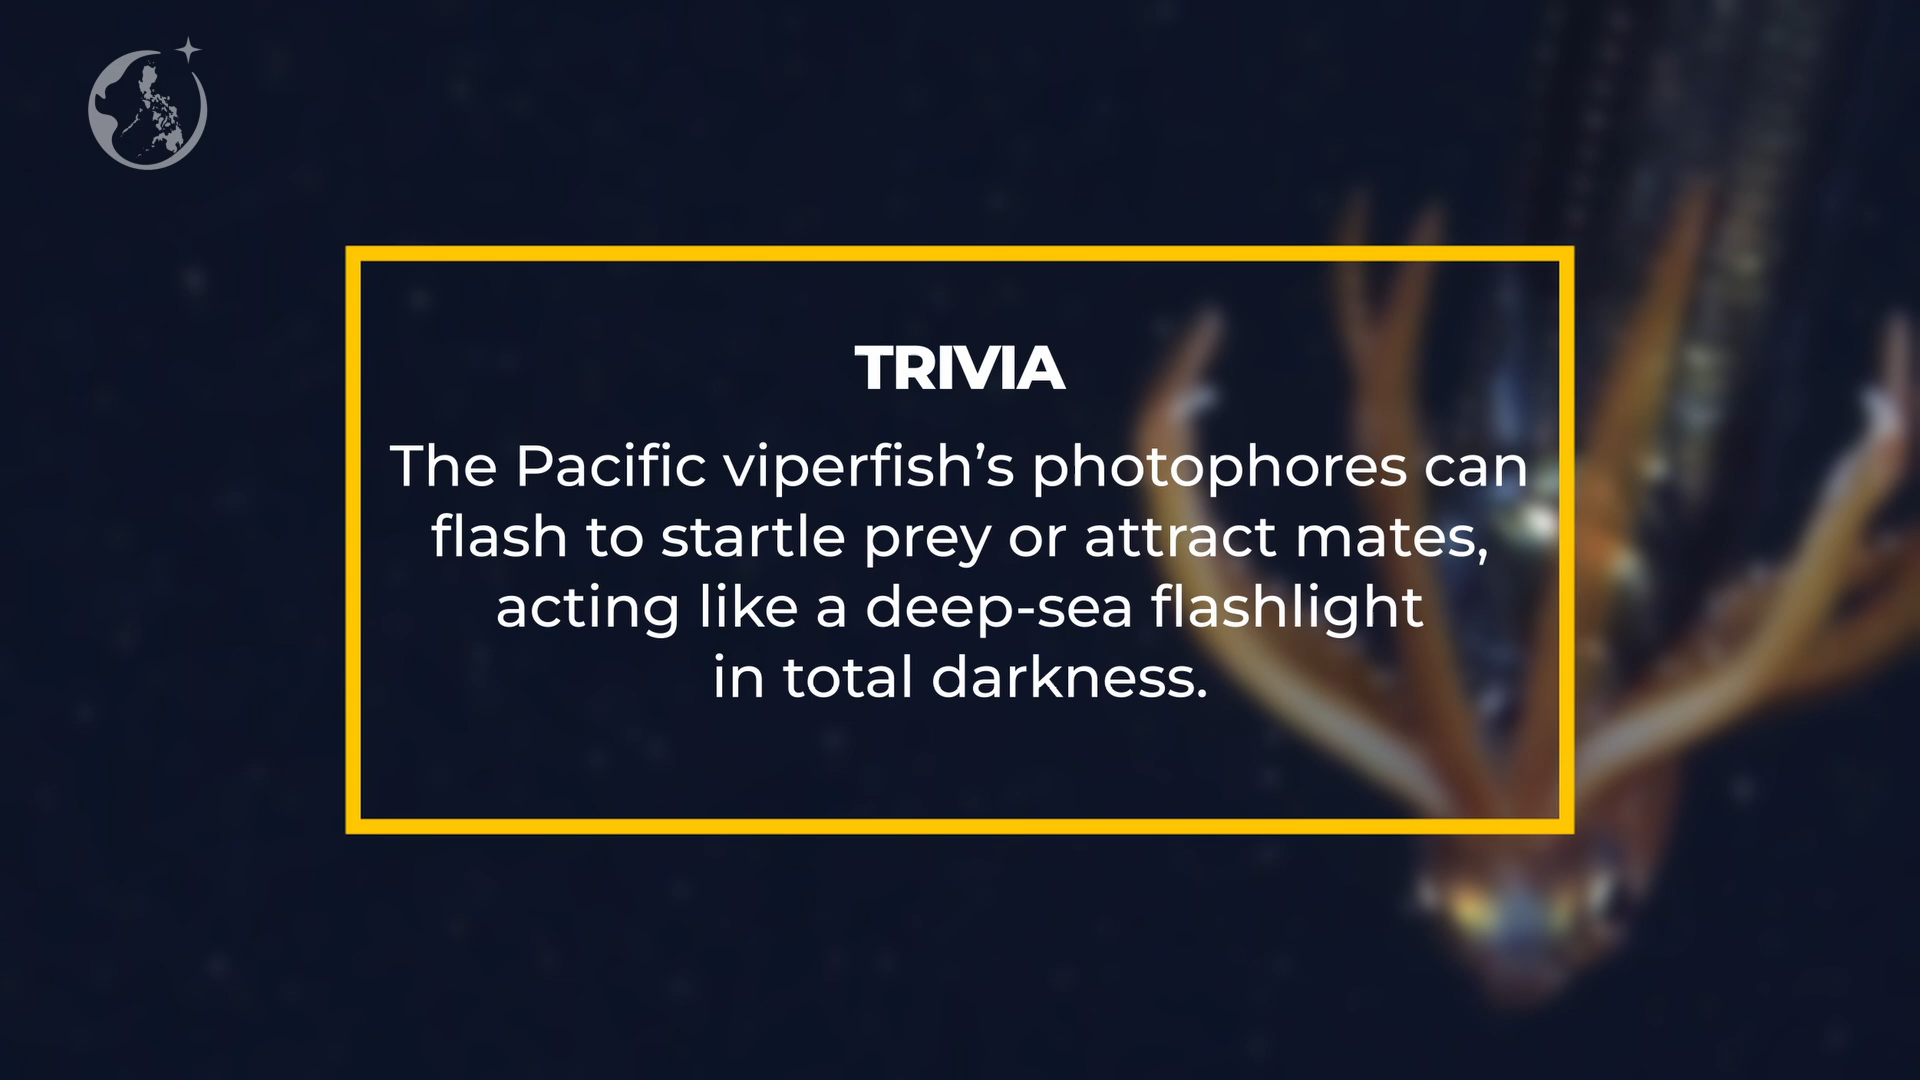 TRIVIA
The Pacific viperfish’s photophores can
flash to startle prey or attract mates,
acting like a deep-sea flashlight
in total darkness.